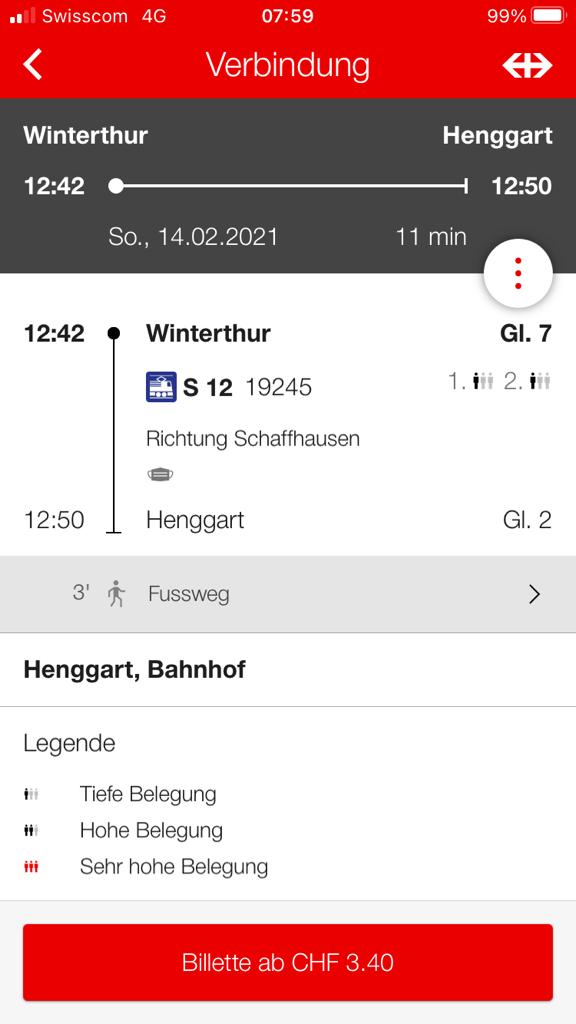 Swisscom 4G 07:59 99%
Verbindung
Winterthur Henggart
12:42 12:50
So., 14.02.2021 11 min
12:42 Winterthur Gl. 7
S 12 19245 1. 2.
Richtung Schaffhausen
12:50 Henggart Gl. 2
3' Fussweg
Henggart, Bahnhof
Legende
Tiefe Belegung
Hohe Belegung
Sehr hohe Belegung
Billette ab CHF 3.40